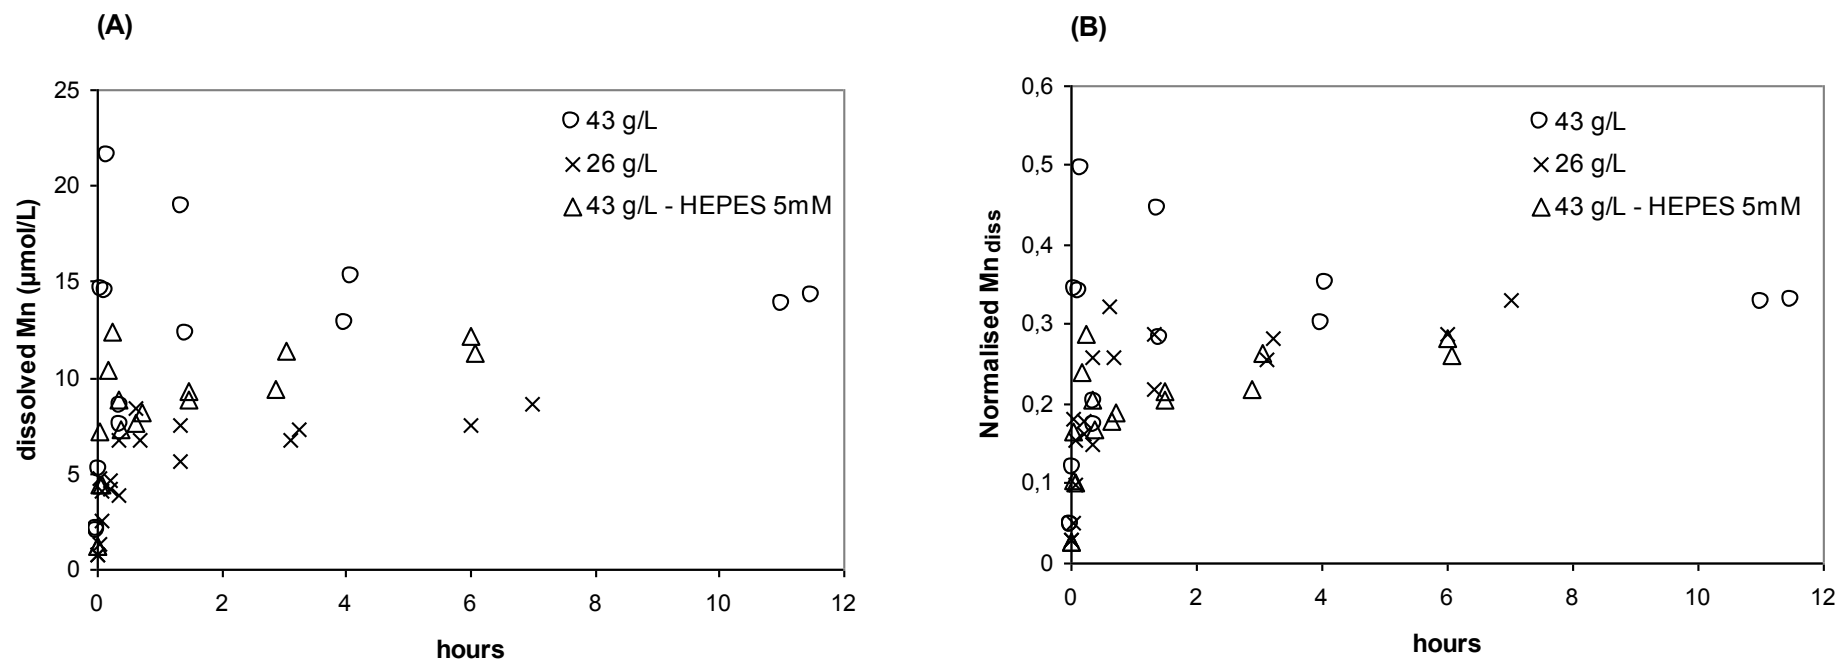 (A)
25
20
15
10
5
0
0 2 4 6 8 10 12
dissolved Mn (µmol/L)
hours
43 g/L
26 g/L
43 g/L - HEPES 5mM
(B)
0,6
0,5
0,4
0,3
0,2
0,1
0
0 2 4 6 8 10 12
Normalised Mn diss
hours
43 g/L
26 g/L
43 g/L - HEPES 5mM